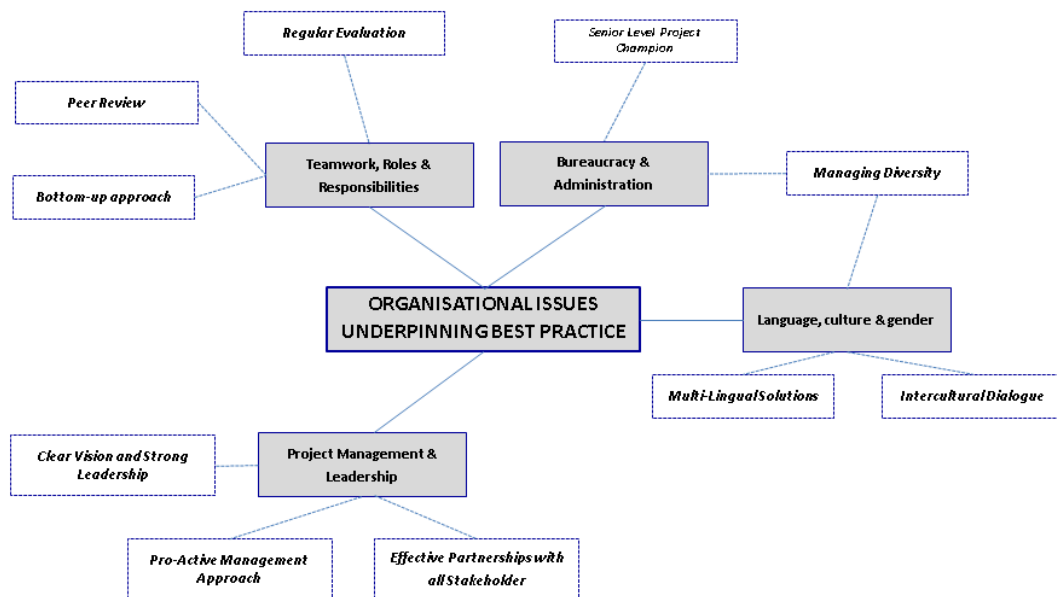 Regular Evaluation
Senior Level Project
Champion
Peer Review
Teamwork, Roles &
Responsibilities
Bureaucracy &
Administration
Managing Diversity
Bottom-up approach
ORGANISATIONAL ISSUES
UNDERPINNING BEST PRACTICE
Language, culture & gender
Multi-Lingual Solutions
Intercultural Dialogue
Clear Vision and Strong
Leadership
Project Management &
Leadership
Pro-Active Management
Approach
Effective Partnerships with
all Stakeholder